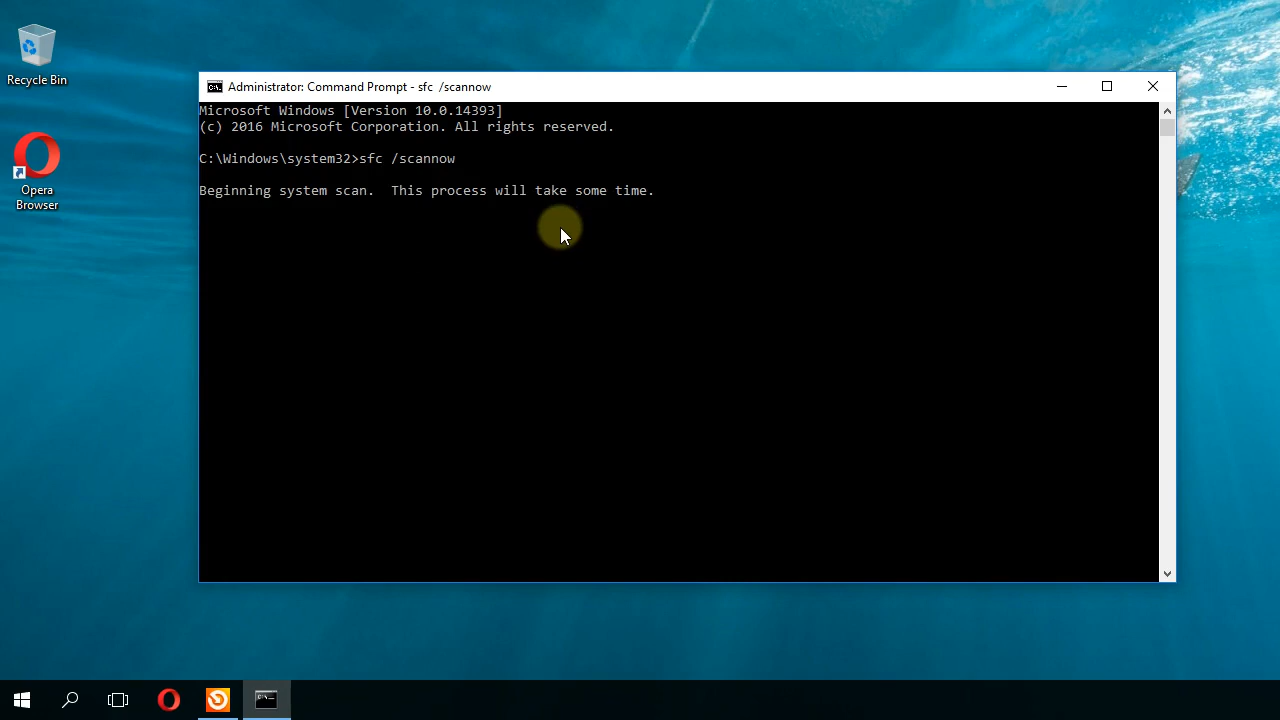 Recycle Bin
Opera
Browser
Administrator: Command Prompt - sfc  /scannow
Microsoft Windows [Version 10.0.14393]
(c) 2016 Microsoft Corporation. All rights reserved.
C:\Windows\system32>sfc /scannow
Beginning system scan.  This process will take some time.